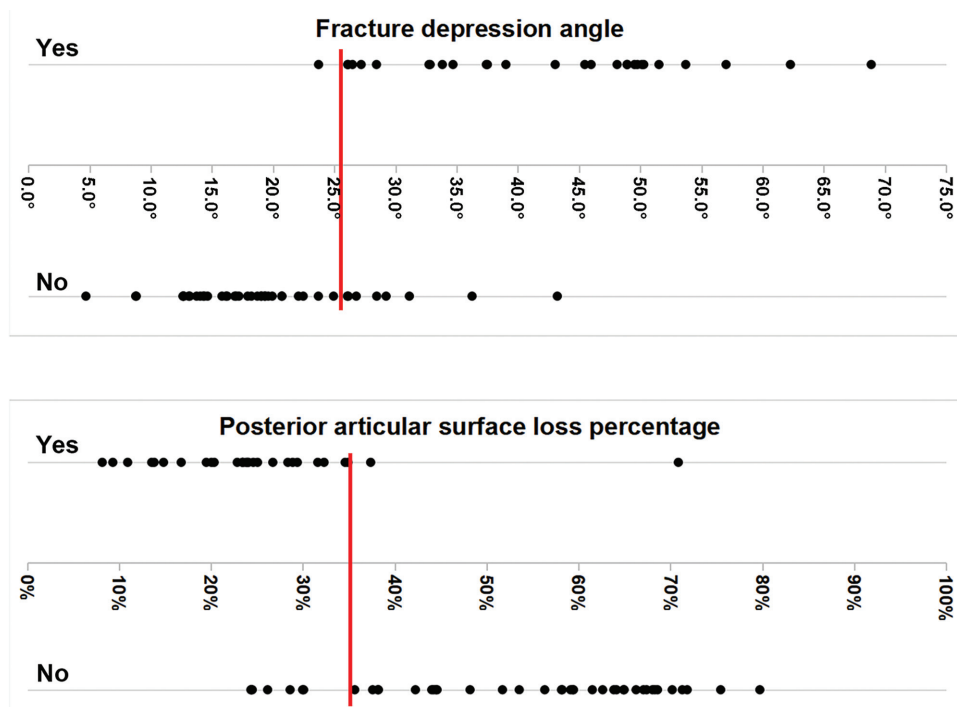 Fracture depression angle
Yes
0.0° 5.0° 10.0° 15.0° 20.0° 25.0° 30.0° 35.0° 40.0° 45.0° 50.0° 55.0° 60.0° 65.0° 70.0° 75.0°
No
Posterior articular surface loss percentage
Yes
0% 10% 20% 30% 40% 50% 60% 70% 80% 90% 100%
No